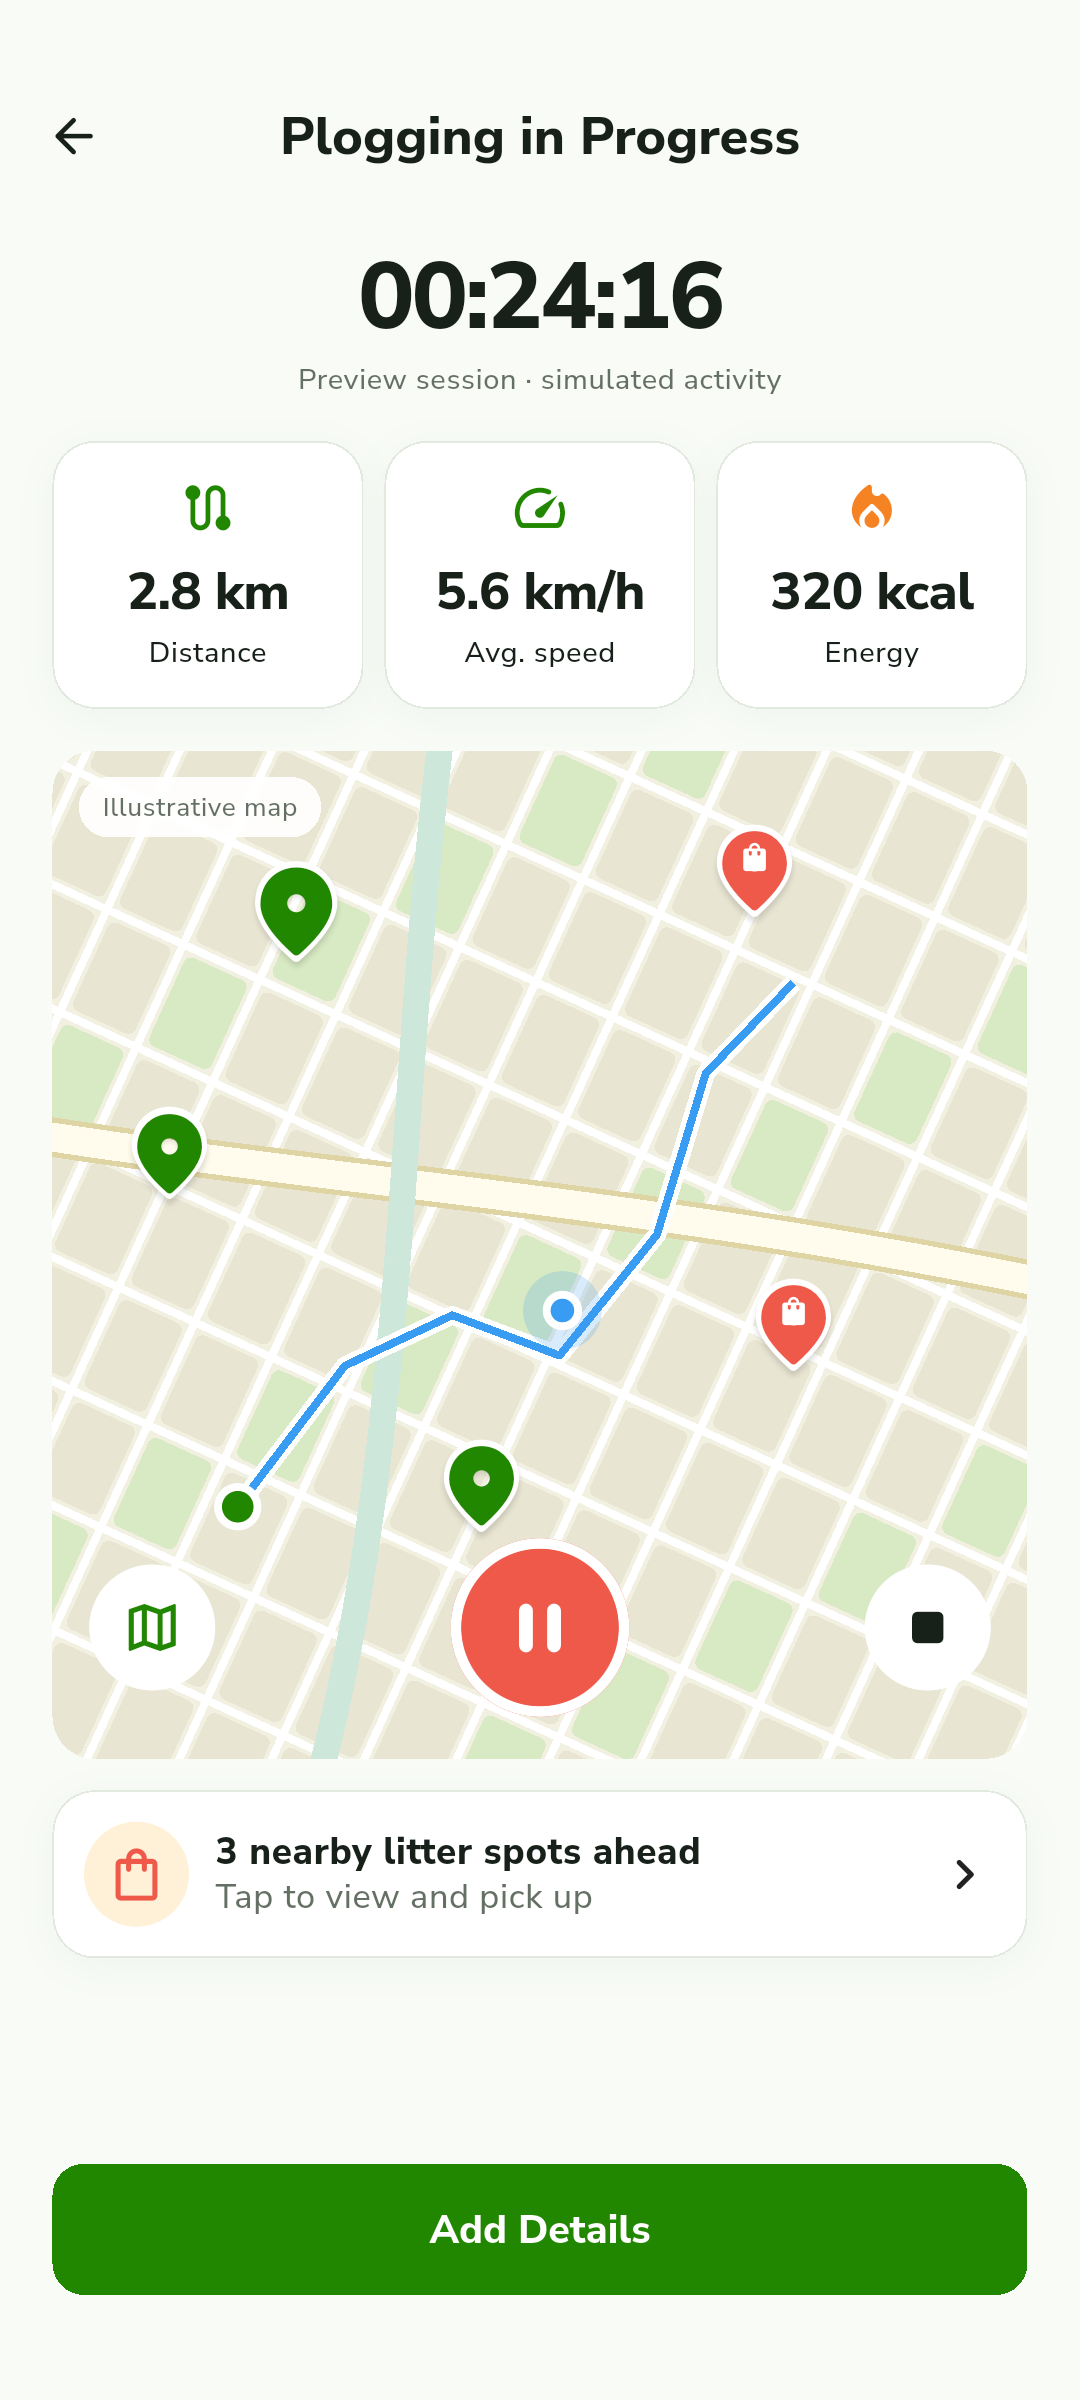 Plogging in Progress
00:24:16
Preview session · simulated activity
2.8 km
Distance
5.6 km/h
Avg. speed
320 kcal
Energy
Illustrative map
3 nearby litter spots ahead
Tap to view and pick up
Add Details